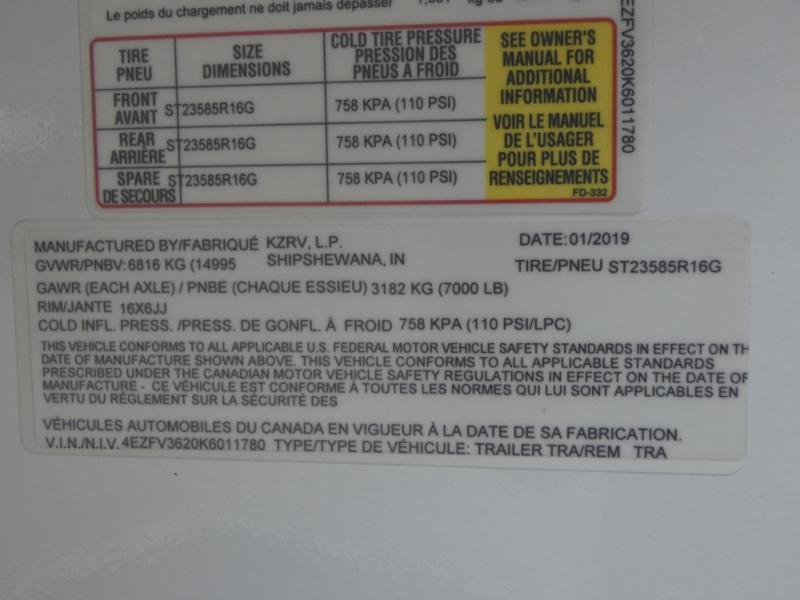 Le poids du chargement ne doit jamais dépasser
TIRE PNEU
SIZE DIMENSIONS
COLD TIRE PRESSURE PRESSION DES PNEUS A FROID
SEE OWNER'S
MANUAL FOR
ADDITIONAL
INFORMATION
VOIR LE MANUEL
DE L'USAGER
POUR PLUS DE
RENSEIGNEMENTS
FD-332
FRONT AVANT ST23585R16G 758 KPA (110 PSI)
REAR ARRIÈRE ST23585R16G 758 KPA (110 PSI)
SPARE DE SECOURS ST23585R16G 758 KPA (110 PSI)
EZFV3620K6011780
MANUFACTURED BY/FABRIQUÉ KZRV, L.P. DATE:01/2019
GVWR/PNBV:6816 KG (14995 SHIPSHEWANA, IN TIRE/PNEU ST23585R16G
GAWR (EACH AXLE) / PNBE (CHAQUE ESSIEU) 3182 KG (7000 LB)
RIM/JANTE 16X6JJ
COLD INFL. PRESS. /PRESS. DE GONFL. À FROID 758 KPA (110 PSI/LPC)
THIS VEHICLE CONFORMS TO ALL APPLICABLE U.S. FEDERAL MOTOR VEHICLE SAFETY STANDARDS IN EFFECT ON TH
DATE OF MANUFACTURE SHOWN ABOVE. THIS VEHICLE CONFORMS TO ALL APPLICABLE STANDARDS
PRESCRIBED UNDER THE CANADIAN MOTOR VEHICLE SAFETY REGULATIONS IN EFFECT ON THE DATE OF
MANUFACTURE - CE VÉHICULE EST CONFORME À TOUTES LES NORMES QUI LUI SONT APPLICABLES EN
VERTU DU RÈGLEMENT SUR LA SÉCURITÉ DES
VÉHICULES AUTOMOBILES DU CANADA EN VIGUEUR À LA DATE DE SA FABRICATION.
V.I.N./N.I.V. 4EZFV3620K6011780 TYPE/TYPE DE VÉHICULE: TRAILER TRA/REM TRA